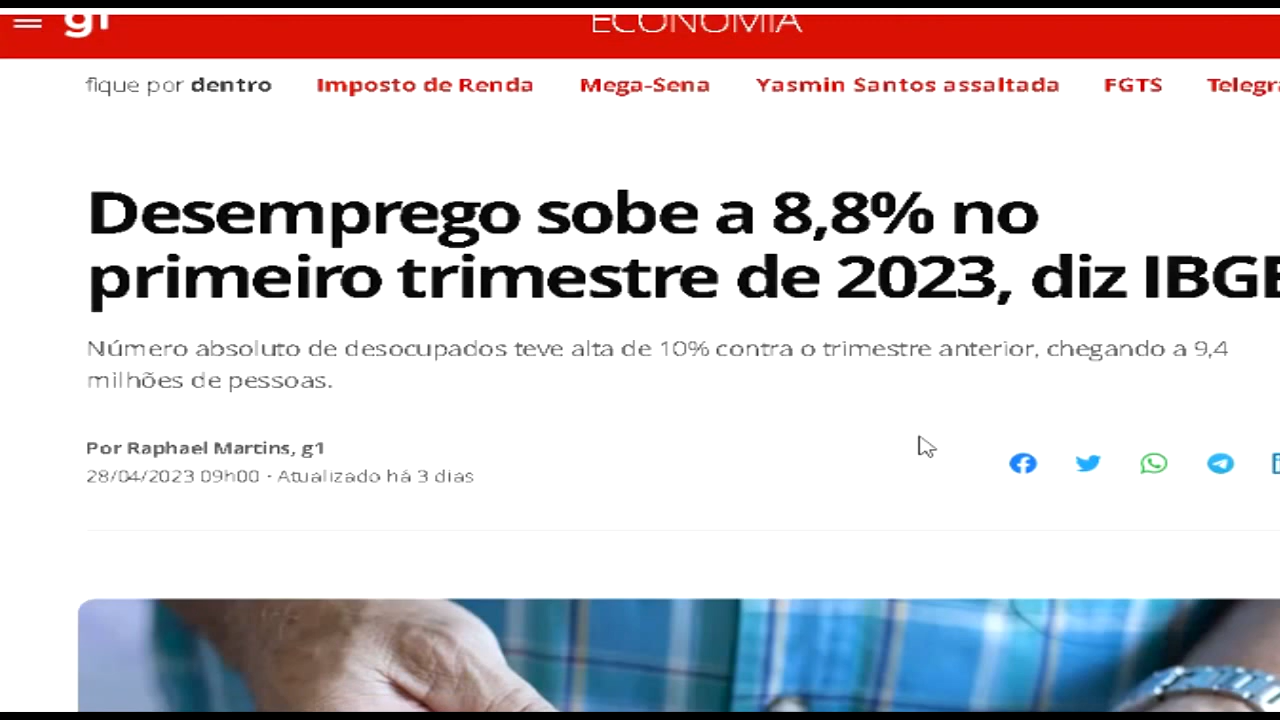 g1 ECONOMIA
fique por dentro Imposto de Renda Mega-Sena Yasmin Santos assaltada FGTS
Desemprego sobe a 8,8% no
primeiro trimestre de 2023, diz IBGE
Número absoluto de desocupados teve alta de 10% contra o trimestre anterior, chegando a 9,4
milhões de pessoas.
Por Raphael Martins, g1
28/04/2023 09h00 · Atualizado há 3 dias